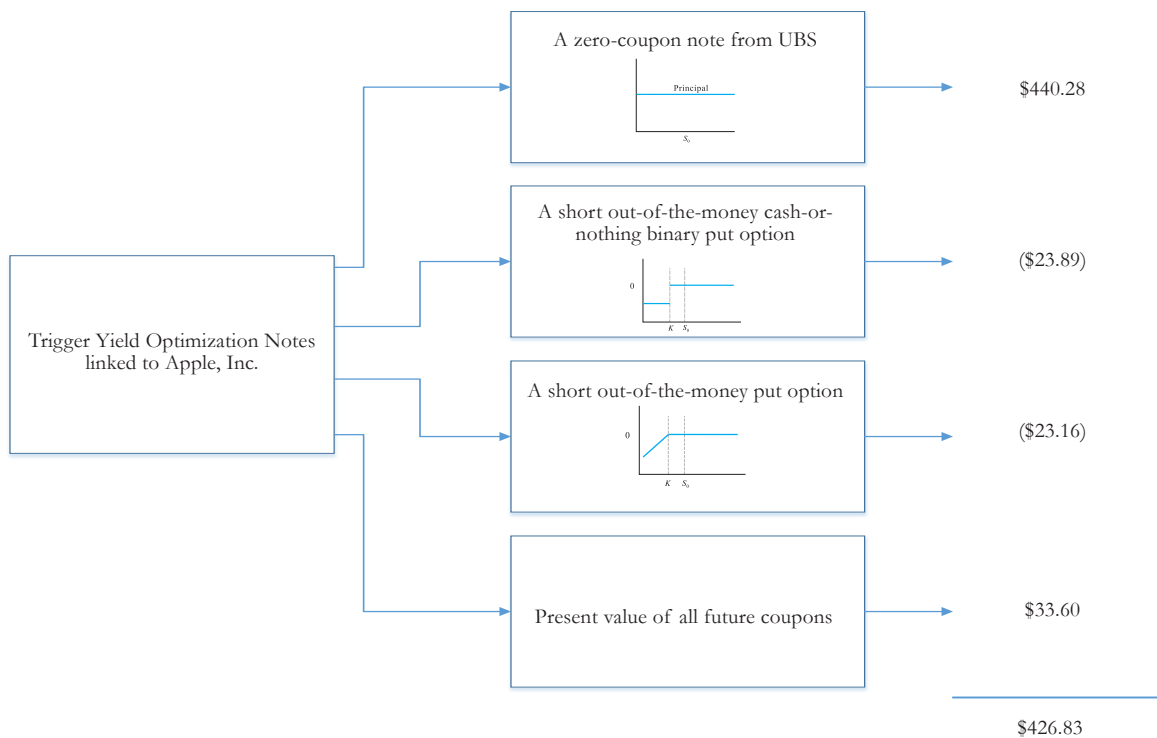 A zero-coupon note from UBS
Principal
S0
$440.28
A short out-of-the-money cash-or-
nothing binary put option
0
K S0
($23.89)
Trigger Yield Optimization Notes
linked to Apple, Inc.
A short out-of-the-money put option
0
K S0
($23.16)
Present value of all future coupons
$33.60
$426.83